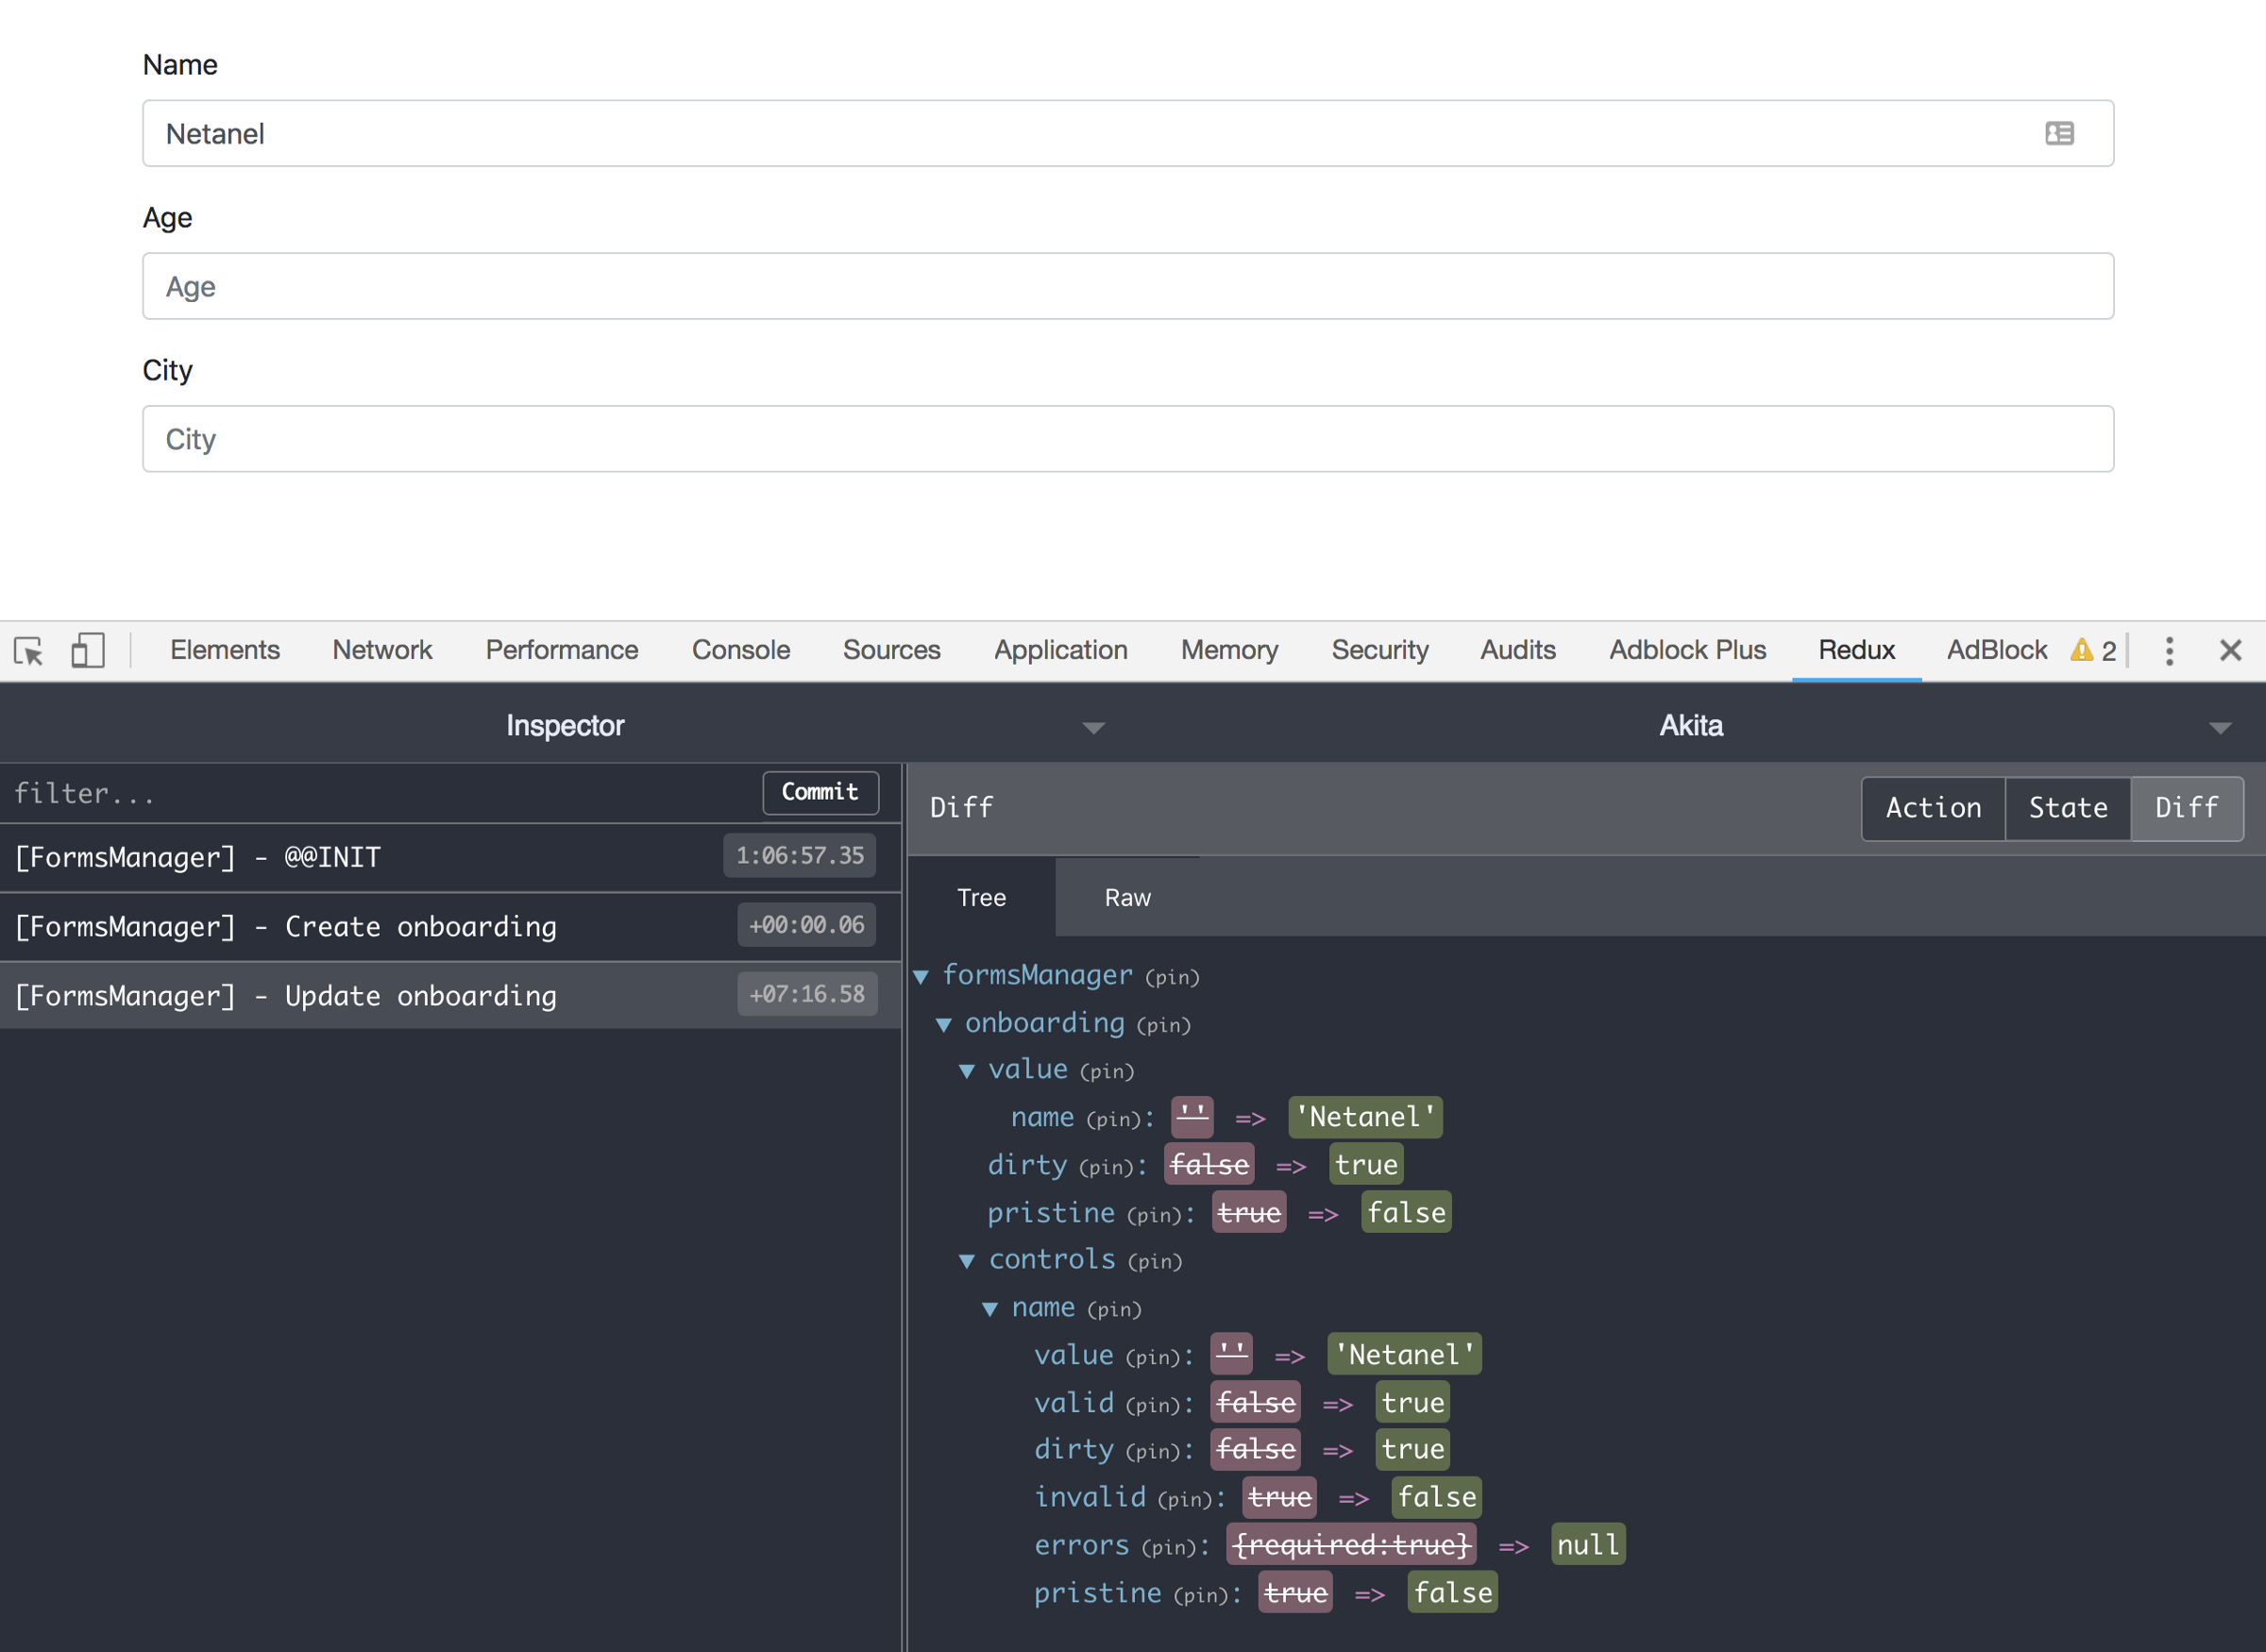 Name
Netanel
Age
Age
City
City
Elements Network Performance Console Sources Application Memory Security Audits Adblock Plus Redux AdBlock 2
Inspector Akita
filter... Commit
Diff Action State Diff
[FormsManager] - @@INIT 1:06:57.35
Tree Raw
[FormsManager] - Create onboarding +00:00.06
[FormsManager] - Update onboarding +07:16.58
formsManager (pin)
onboarding (pin)
value (pin)
name (pin): '' => 'Netanel'
dirty (pin): false => true
pristine (pin): true => false
controls (pin)
name (pin)
value (pin): '' => 'Netanel'
valid (pin): false => true
dirty (pin): false => true
invalid (pin): true => false
errors (pin): {required:true} => null
pristine (pin): true => false